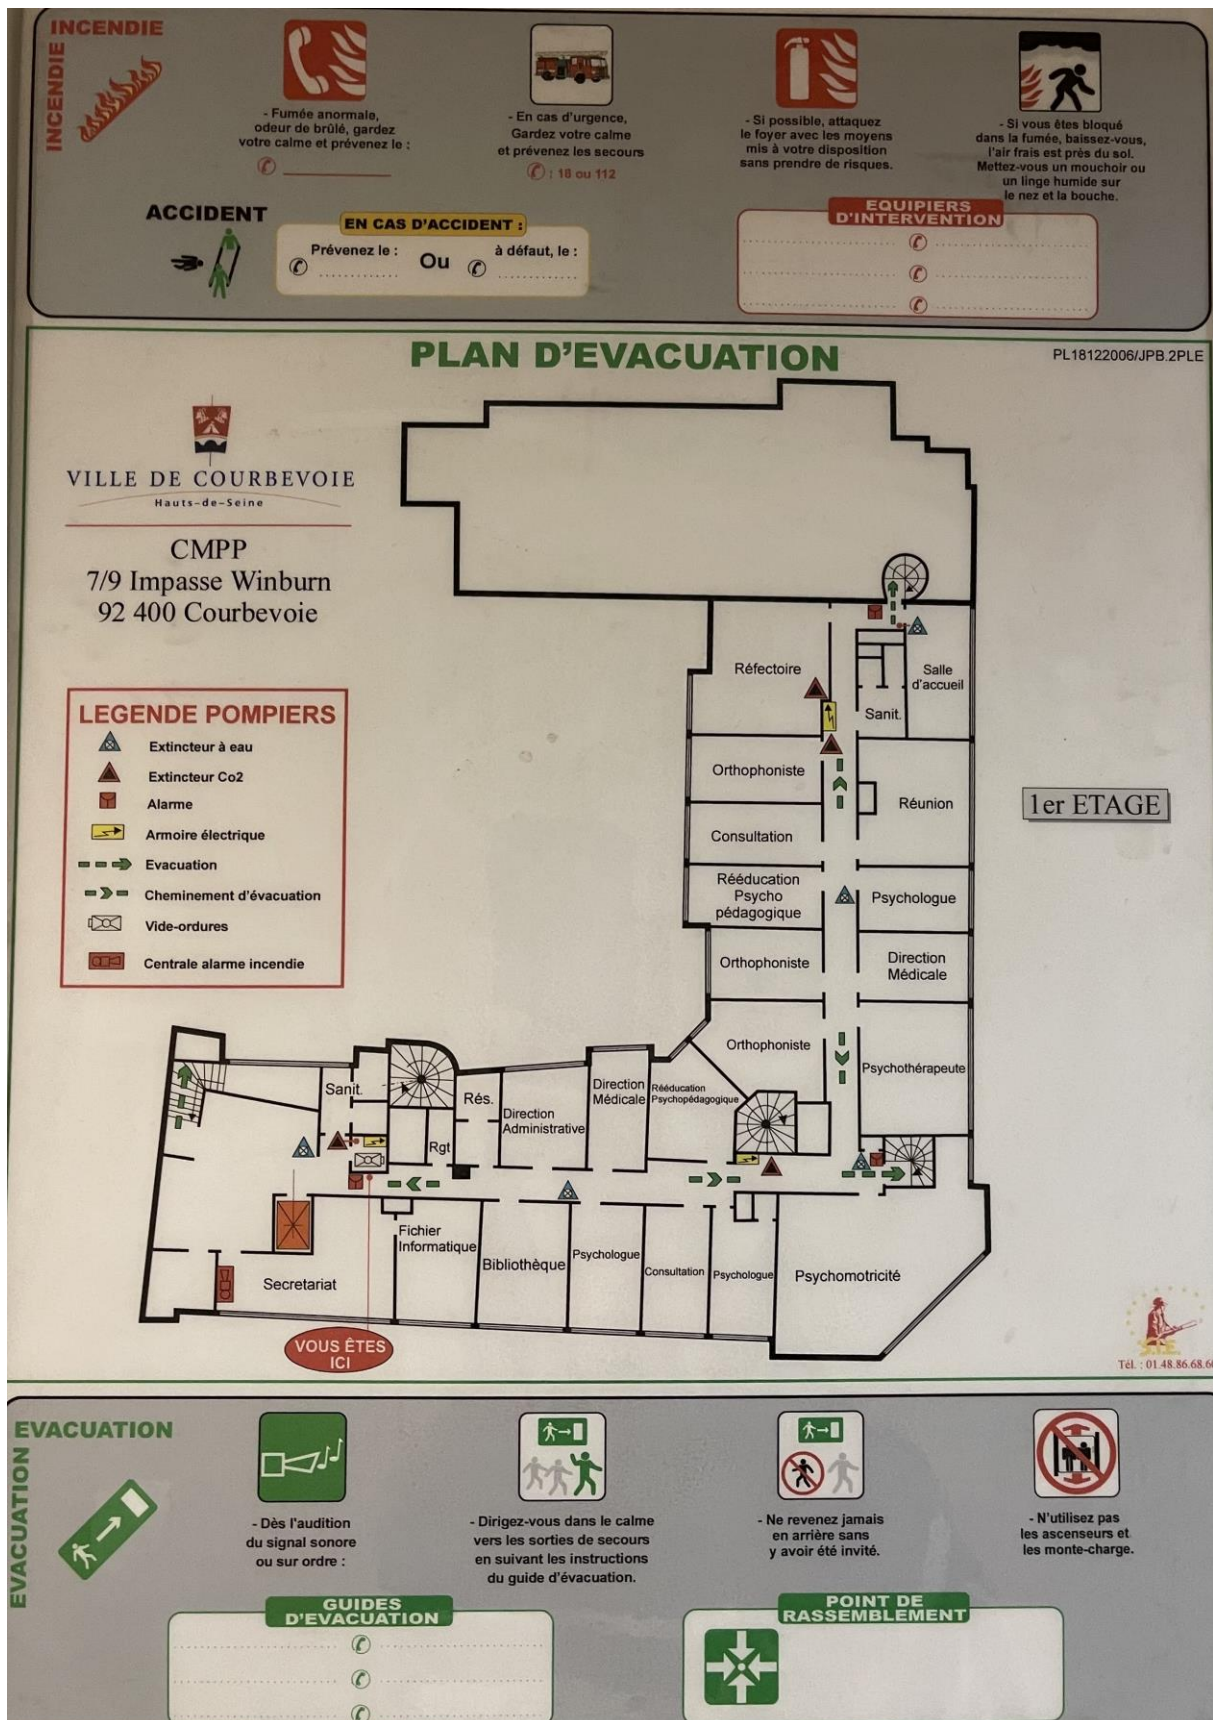 INCENDIE
INCENDIE
- Fumée anormale,
odeur de brûlé, gardez
votre calme et prévenez le :
- En cas d'urgence,
Gardez votre calme
et prévenez les secours
: 18 ou 112
- Si possible, attaquez
le foyer avec les moyens
mis à votre disposition
sans prendre de risques.
- Si vous êtes bloqué
dans la fumée, baissez-vous,
l'air frais est près du sol.
Mettez-vous un mouchoir ou
un linge humide sur
le nez et la bouche.
ACCIDENT
EN CAS D'ACCIDENT :
Prévenez le :
Ou
à défaut, le :
EQUIPIERS
D'INTERVENTION
PLAN D'EVACUATION
PL18122006/JPB.2PLE
VILLE DE COURBEVOIE
Hauts-de-Seine
CMPP
7/9 Impasse Winburn
92 400 Courbevoie
LEGENDE POMPIERS
Extincteur à eau
Extincteur Co2
Alarme
Armoire électrique
Evacuation
Cheminement d'évacuation
Vide-ordures
Centrale alarme incendie
1er ETAGE
Réfectoire
Salle
d'accueil
Sanit.
Orthophoniste
Réunion
Consultation
Rééducation
Psycho
pédagogique
Psychologue
Orthophoniste
Direction
Médicale
Orthophoniste
Psychothérapeute
Sanit.
Rés.
Rgt
Direction
Administrative
Direction
Médicale
Rééducation
Psychopédagogique
Secretariat
Fichier
Informatique
Bibliothèque
Psychologue
Consultation
Psychologue
Psychomotricité
VOUS ÊTES
ICI
S.I.E.
Tél. : 01.48.86.68.60
EVACUATION
EVACUATION
- Dès l'audition
du signal sonore
ou sur ordre :
- Dirigez-vous dans le calme
vers les sorties de secours
en suivant les instructions
du guide d'évacuation.
- Ne revenez jamais
en arrière sans
y avoir été invité.
- N'utilisez pas
les ascenseurs et
les monte-charge.
GUIDES
D'EVACUATION
POINT DE
RASSEMBLEMENT